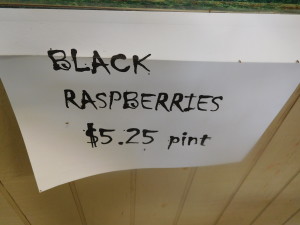 BLACK
RASPBERRIES
$5.25 pint